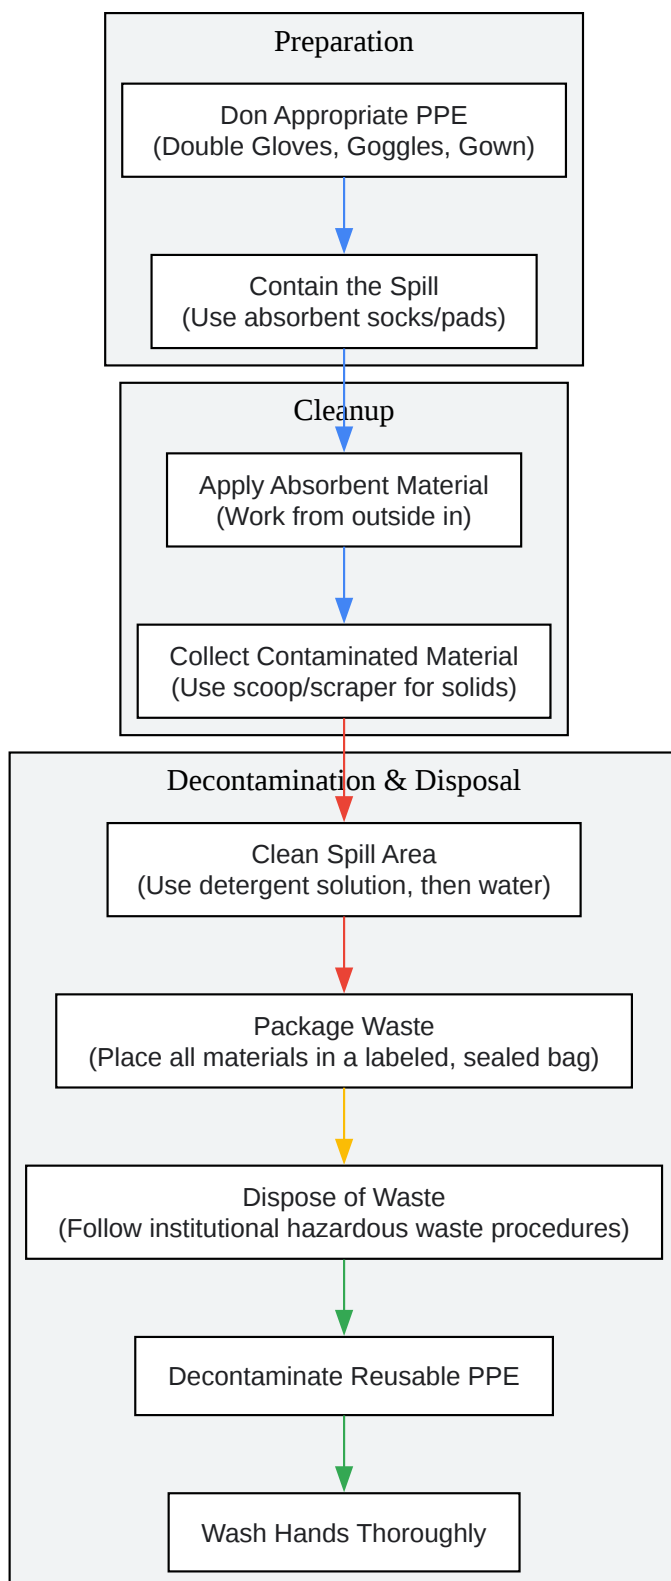 Preparation
Don Appropriate PPE
(Double Gloves, Goggles, Gown)
Contain the Spill
(Use absorbent socks/pads)
Cleanup
Apply Absorbent Material
(Work from outside in)
Collect Contaminated Material
(Use scoop/scraper for solids)
Decontamination & Disposal
Clean Spill Area
(Use detergent solution, then water)
Package Waste
(Place all materials in a labeled, sealed bag)
Dispose of Waste
(Follow institutional hazardous waste procedures)
Decontaminate Reusable PPE
Wash Hands Thoroughly